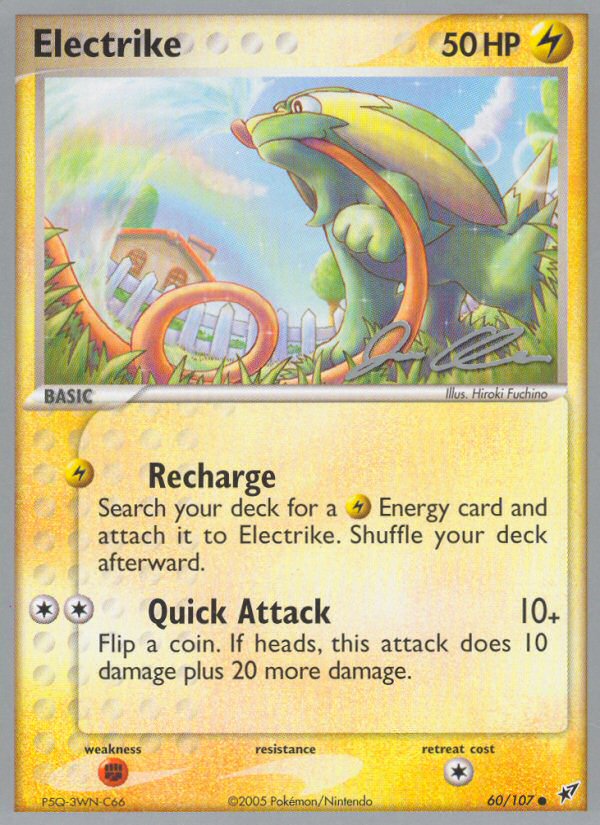 Electrike 50 HP
BASIC
Illus. Hiroki Fuchino
Recharge
Search your deck for a Energy card and
attach it to Electrike. Shuffle your deck
afterward.
Quick Attack 10+
Flip a coin. If heads, this attack does 10
damage plus 20 more damage.
weakness resistance retreat cost
P5Q-3WN-C66 ©2005 Pokémon/Nintendo 60/107